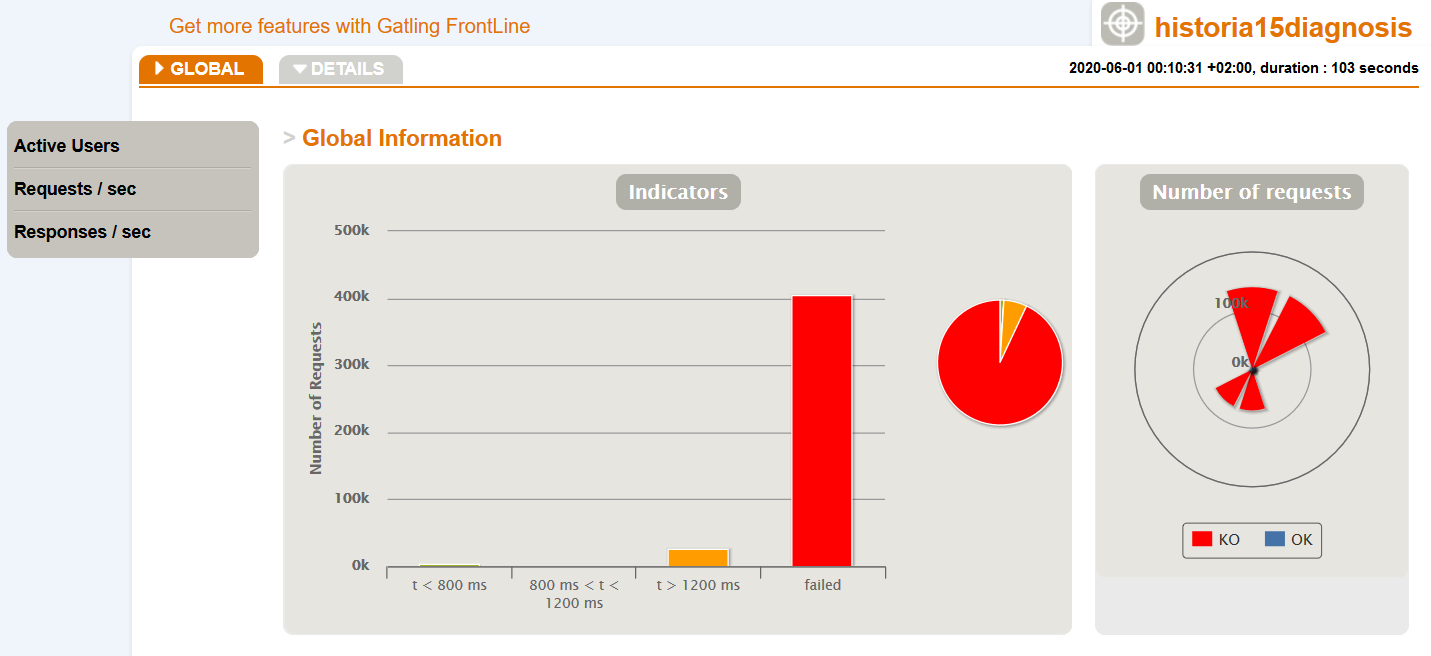 Get more features with Gatling FrontLine
historia15diagnosis
GLOBAL
DETAILS
2020-06-01 00:10:31 +02:00, duration : 103 seconds
Active Users
Requests / sec
Responses / sec
> Global Information
Indicators
Number of Requests
500k
400k
300k
200k
100k
0k
t < 800 ms
800 ms < t <
1200 ms
t > 1200 ms
failed
Number of requests
100k
0k
KO
OK